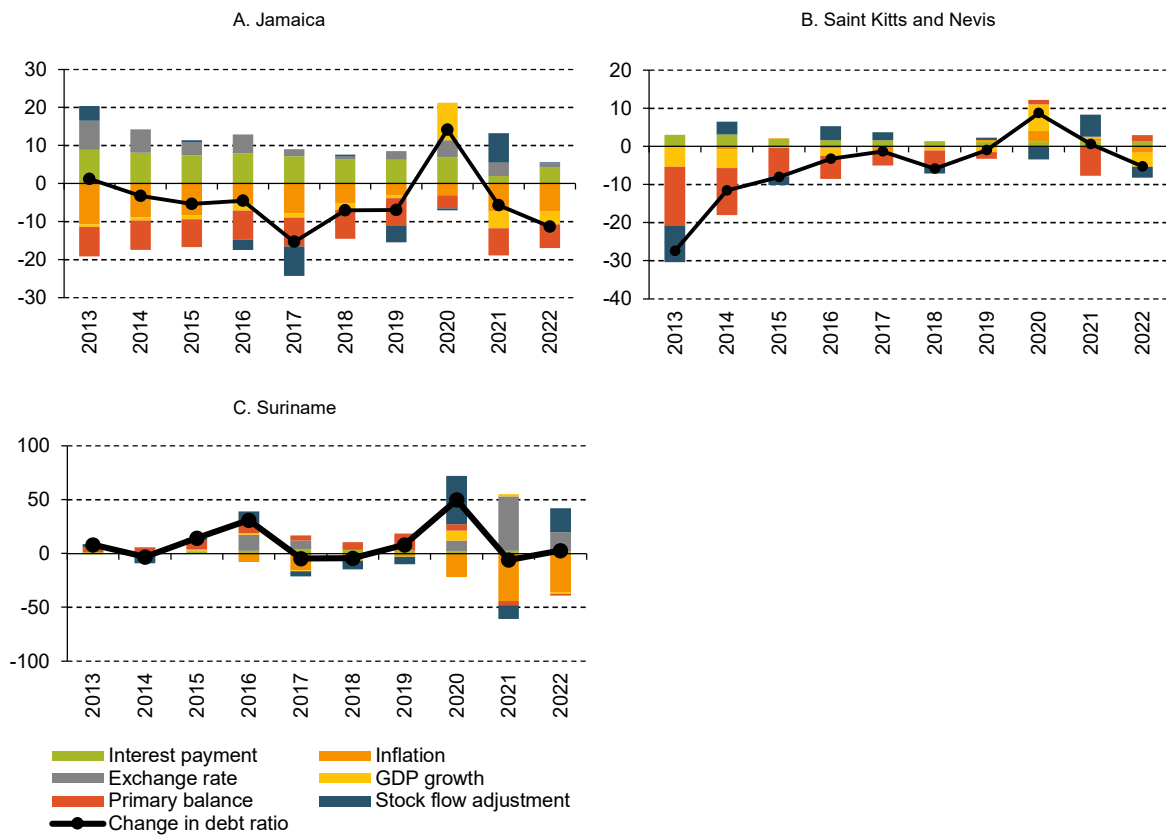 A. Jamaica
30
20
10
0
-10
-20
-30
2013 2014 2015 2016 2017 2018 2019 2020 2021 2022
B. Saint Kitts and Nevis
20
10
0
-10
-20
-30
-40
2013 2014 2015 2016 2017 2018 2019 2020 2021 2022
C. Suriname
100
50
0
-50
-100
2013 2014 2015 2016 2017 2018 2019 2020 2021 2022
Interest payment Inflation
Exchange rate GDP growth
Primary balance Stock flow adjustment
Change in debt ratio